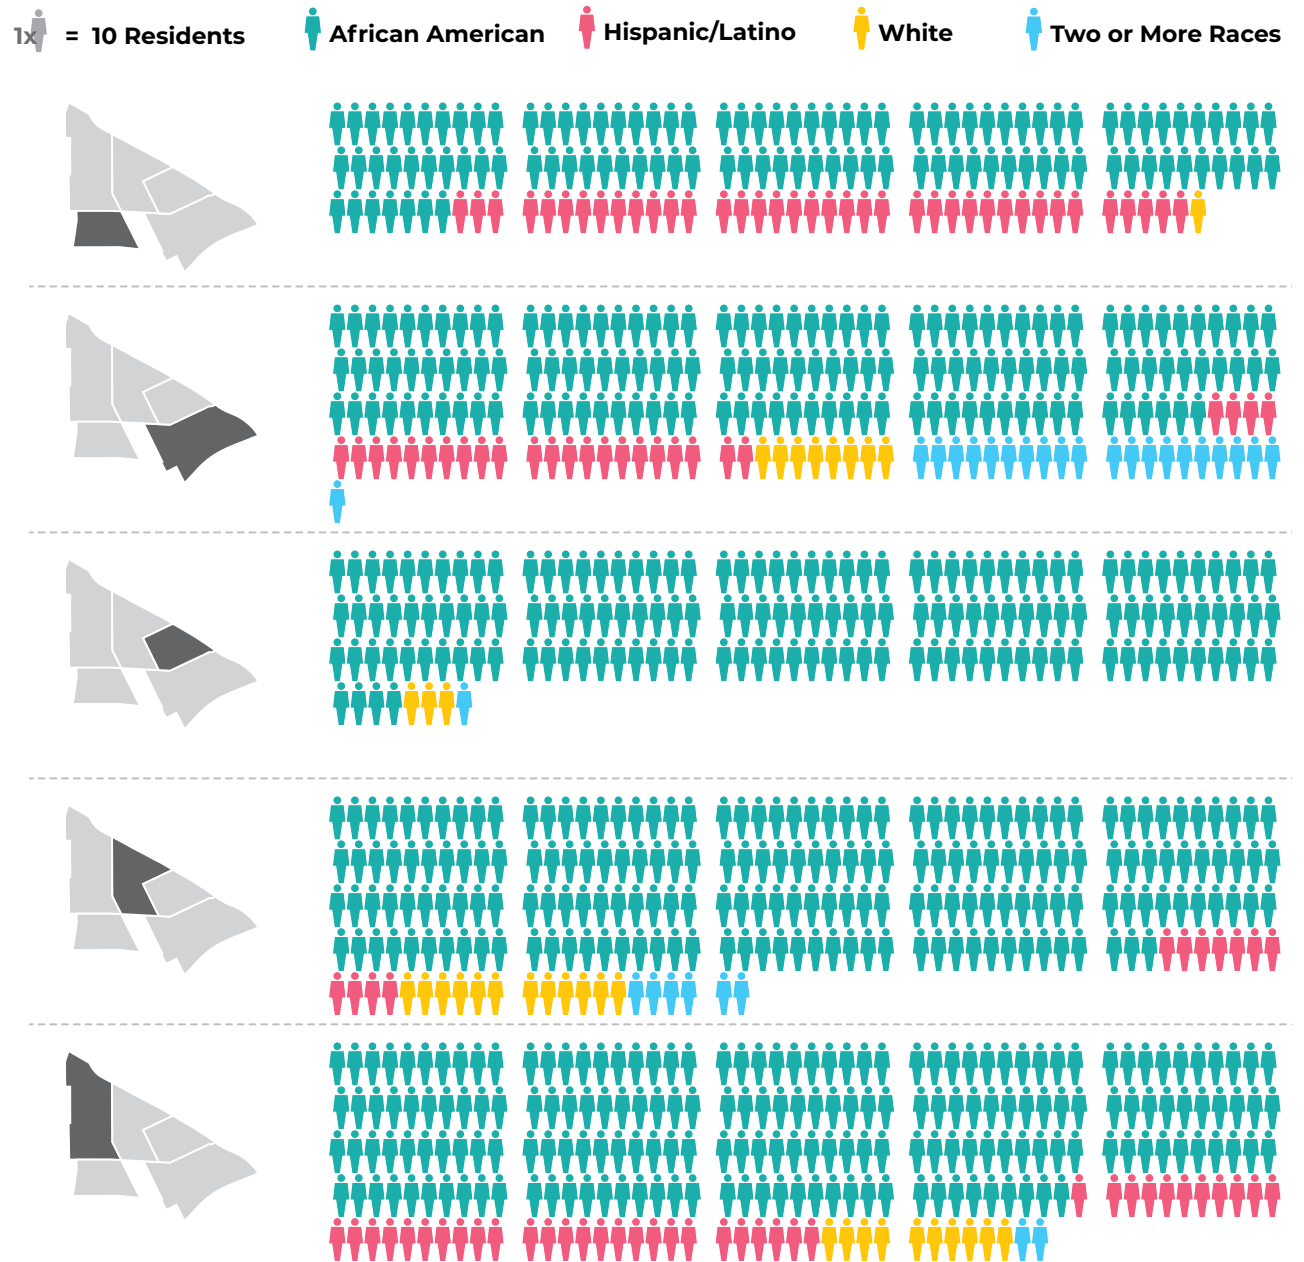 1x = 10 Residents African American Hispanic/Latino White Two or More Races